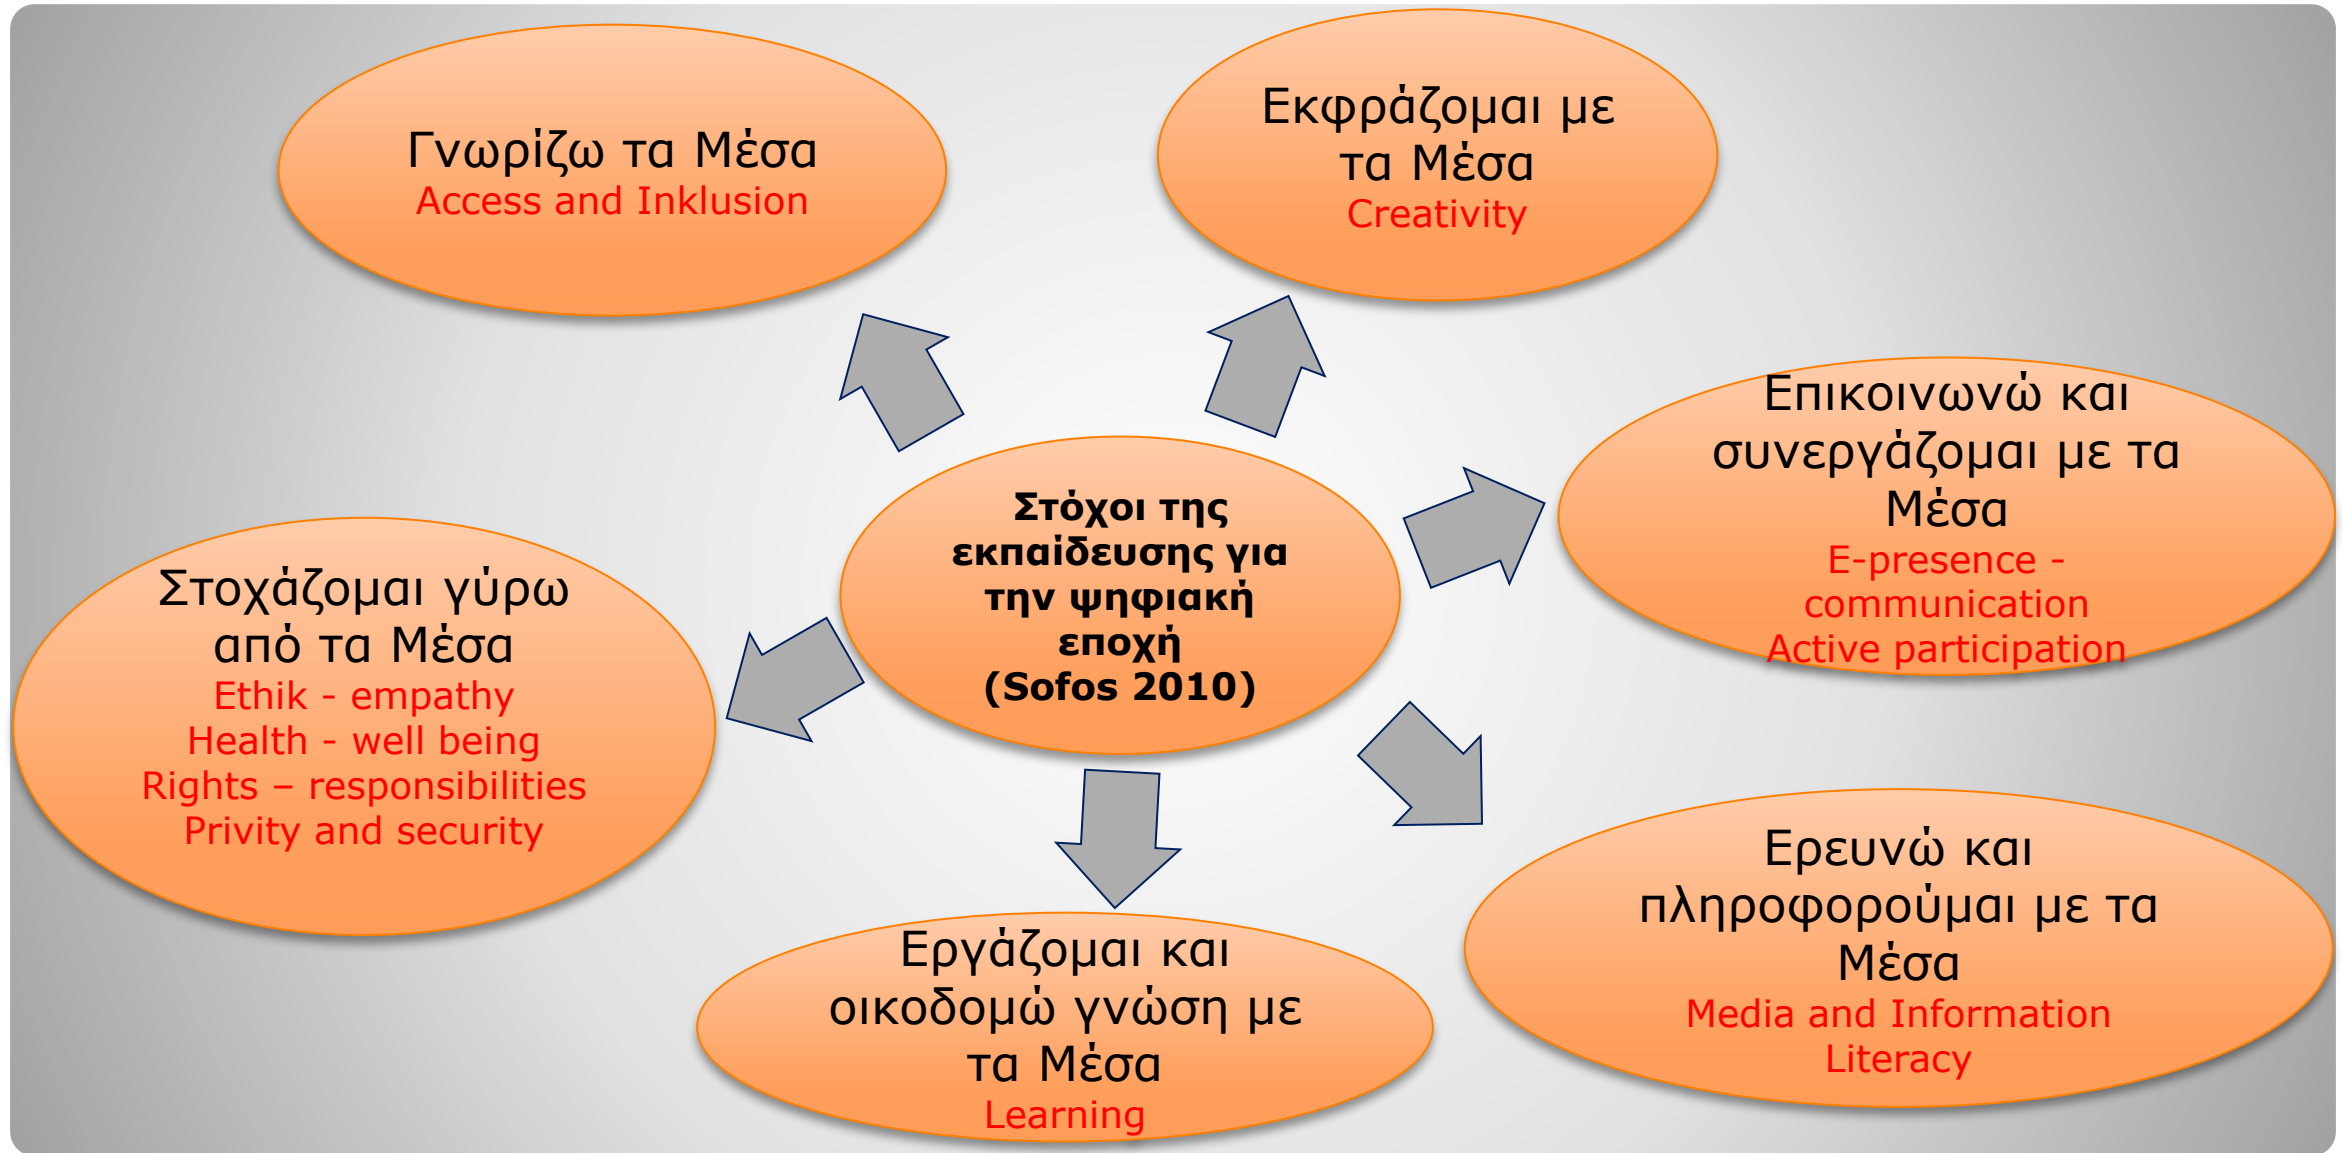 Γνωρίζω τα Μέσα
Access and Inklusion
Εκφράζομαι με
τα Μέσα
Creativity
Επικοινωνώ και
συνεργάζομαι με τα
Μέσα
E-presence -
communication
Active participation
Στόχοι της
εκπαίδευσης για
την ψηφιακή
εποχή
(Sofos 2010)
Στοχάζομαι γύρω
από τα Μέσα
Ethik - empathy
Health - well being
Rights – responsibilities
Privity and security
Ερευνώ και
πληροφορούμαι με τα
Μέσα
Media and Information
Literacy
Εργάζομαι και
οικοδομώ γνώση με
τα Μέσα
Learning